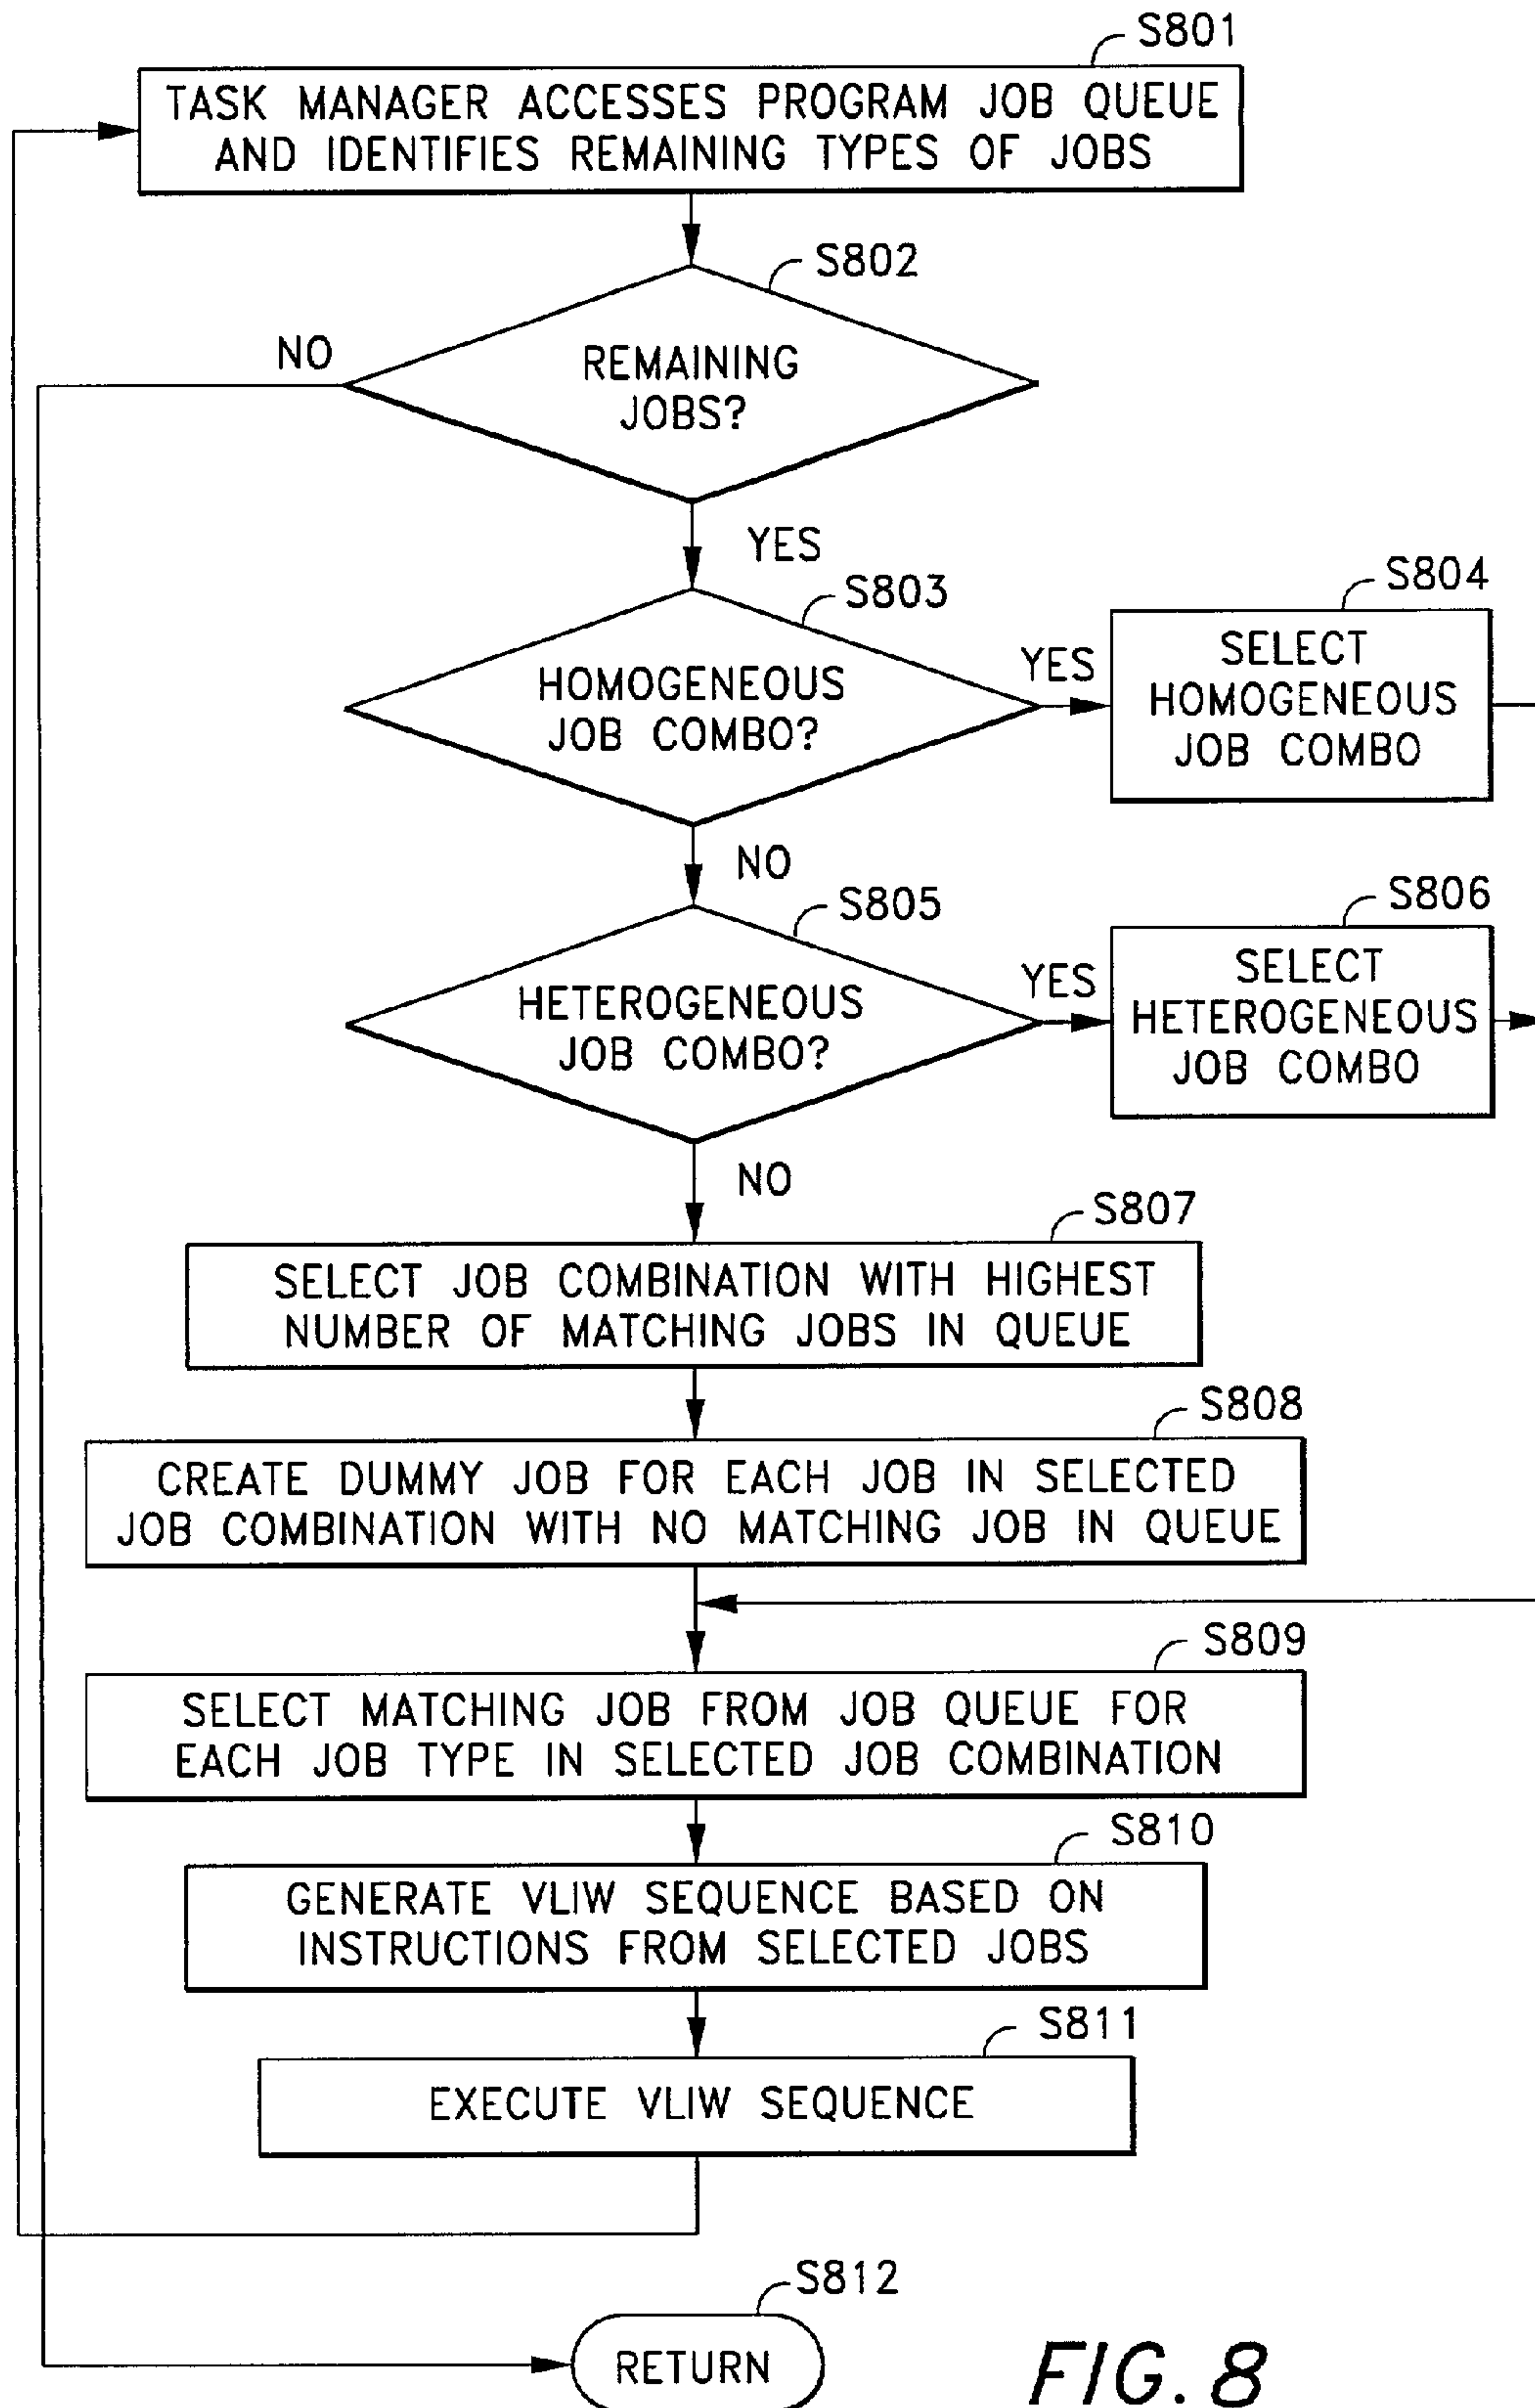 S801
TASK MANAGER ACCESSES PROGRAM JOB QUEUE
AND IDENTIFIES REMAINING TYPES OF JOBS
S802
NO
REMAINING
JOBS?
YES
S803
HOMOGENEOUS
JOB COMBO?
YES
S804
SELECT
HOMOGENEOUS
JOB COMBO
NO
S805
HETEROGENEOUS
JOB COMBO?
YES
S806
SELECT
HETEROGENEOUS
JOB COMBO
NO
S807
SELECT JOB COMBINATION WITH HIGHEST
NUMBER OF MATCHING JOBS IN QUEUE
S808
CREATE DUMMY JOB FOR EACH JOB IN SELECTED
JOB COMBINATION WITH NO MATCHING JOB IN QUEUE
S809
SELECT MATCHING JOB FROM JOB QUEUE FOR
EACH JOB TYPE IN SELECTED JOB COMBINATION
S810
GENERATE VLIW SEQUENCE BASED ON
INSTRUCTIONS FROM SELECTED JOBS
S811
EXECUTE VLIW SEQUENCE
S812
RETURN
FIG. 8